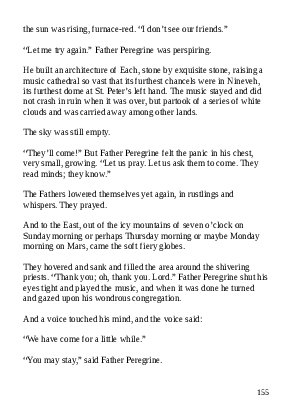 the sun was rising, furnace-red. “I don’t see our friends.”
“Let me try again.” Father Peregrine was perspiring.
He built an architecture of Each, stone by exquisite stone, raising a
music cathedral so vast that its furthest chancels were in Nineveh,
its furthest dome at St. Peter’s left hand. The music stayed and did
not crash in ruin when it was over, but partook of a series of white
clouds and was carried away among other lands.
The sky was still empty.
“They’ll come!” But Father Peregrine felt the panic in his chest,
very small, growing. “Let us pray. Let us ask them to come. They
read minds; they know.”
The Fathers lowered themselves yet again, in rustlings and
whispers. They prayed.
And to the East, out of the icy mountains of seven o’clock on
Sunday morning or perhaps Thursday morning or maybe Monday
morning on Mars, came the soft fiery globes.
They hovered and sank and filled the area around the shivering
priests. “Thank you; oh, thank you. Lord.” Father Peregrine shut his
eyes tight and played the music, and when it was done he turned
and gazed upon his wondrous congregation.
And a voice touched his mind, and the voice said:
“We have come for a little while.”
“You may stay,” said Father Peregrine.
155